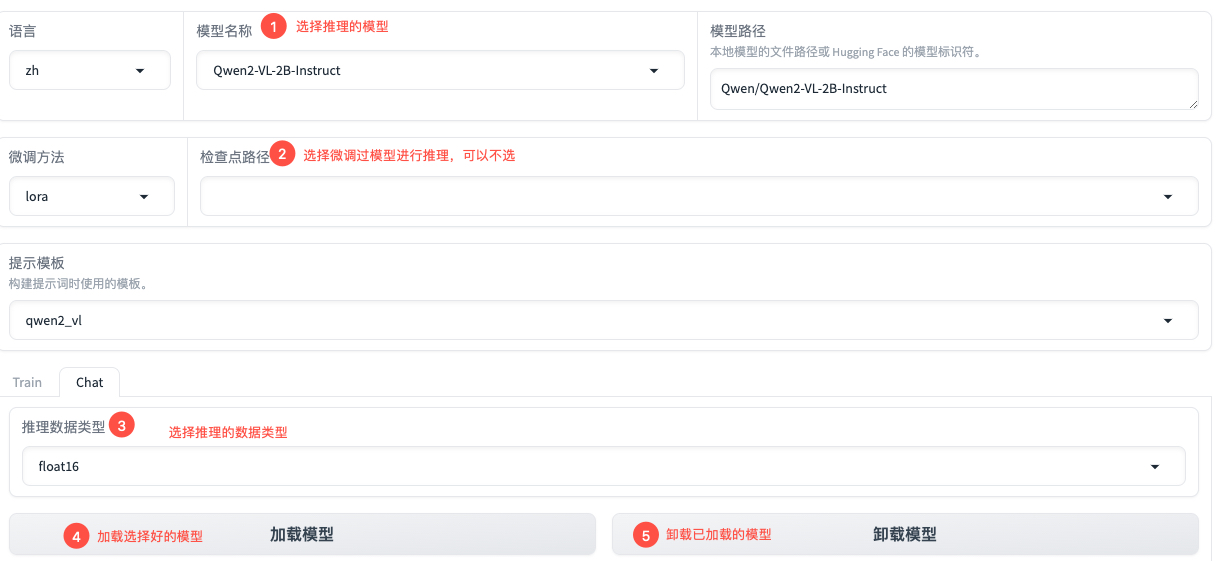 语言
模型名称 1 选择推理的模型
模型路径
本地模型的文件路径或 Hugging Face 的模型标识符。
zh
Qwen2-VL-2B-Instruct
Qwen/Qwen2-VL-2B-Instruct
微调方法
检查点路径 2 选择微调过模型进行推理，可以不选
lora
提示模板
构建提示词时使用的模板。
qwen2_vl
Train Chat
推理数据类型 3 选择推理的数据类型
float16
4 加载选择好的模型 加载模型
5 卸载已加载的模型 卸载模型